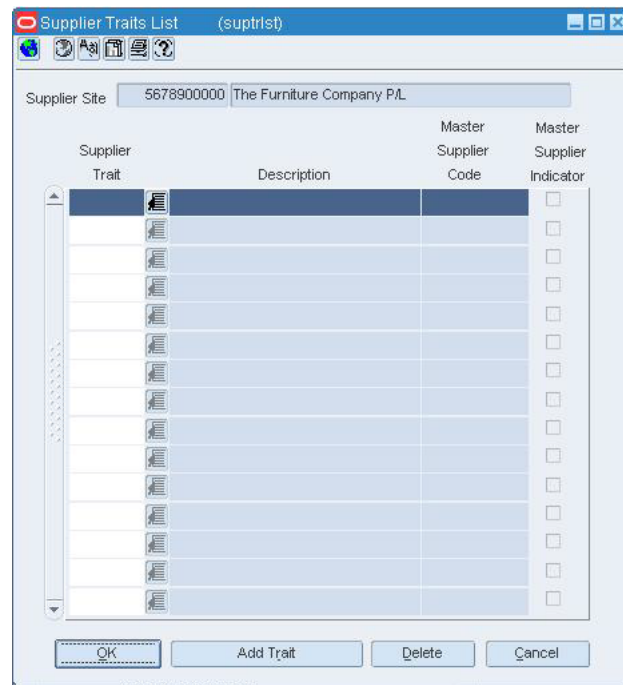 Supplier Traits List (suptrlst)
Supplier Site 5678900000 The Furniture Company P/L
Supplier Trait
Description
Master Supplier Code
Master Supplier Indicator
OK Add Trait Delete Cancel